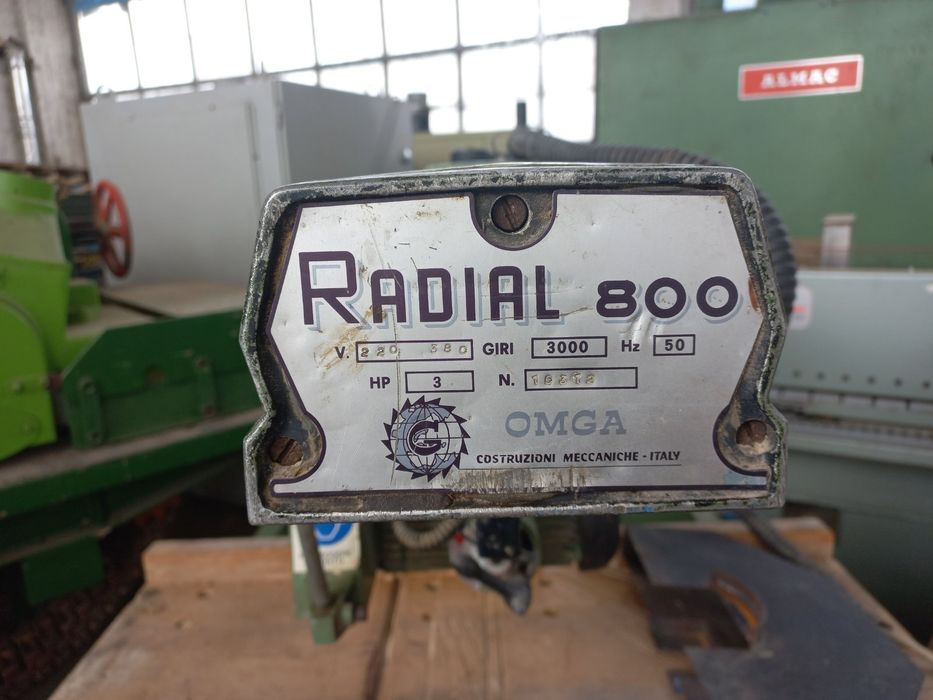 ALMAC
RADIAL 800
V. 220 380 GIRI 3000 Hz 50
HP 3 N.
G OMGA
COSTRUZIONI MECCANICHE - ITALY